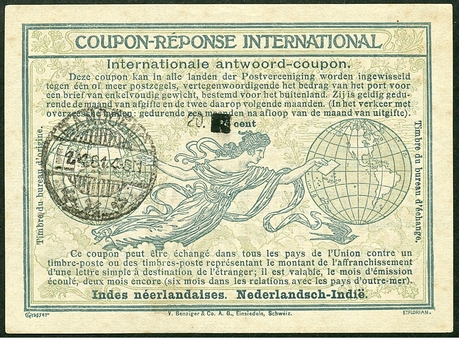 COUPON-RÉPONSE INTERNATIONAL
Internationale antwoord-coupon.
Deze coupon kan in alle landen der Postvereeniging worden ingewisseld
tegen één of meer postzegels, vertegenwoordigende het bedrag van het port voor
een brief van enkelvoudig gewicht, bestemd voor het buitenland. Zij is geldig gedu-
rende de maand van afgifte en de twee daarop volgende maanden. (In het verkeer met
overzeesche landen: gedurende zes maanden na afloop van de maand van uitgifte).
20. cent
Timbre du bureau d'origine.
Timbre du bureau d'échange.
Ce coupon peut être échangé dans tous les pays de l'Union contre un
timbre-poste ou des timbres-poste représentant le montant de l'affranchissement
d'une lettre simple à destination de l'étranger; il est valable, le mois d'émission
écoulé, deux mois encore (six mois dans les relations avec les pays d'outre-mer).
Indes néerlandaises. Nederlandsch-Indië.
V. Benziger & Co. A. G., Einsiedeln, Schweiz.